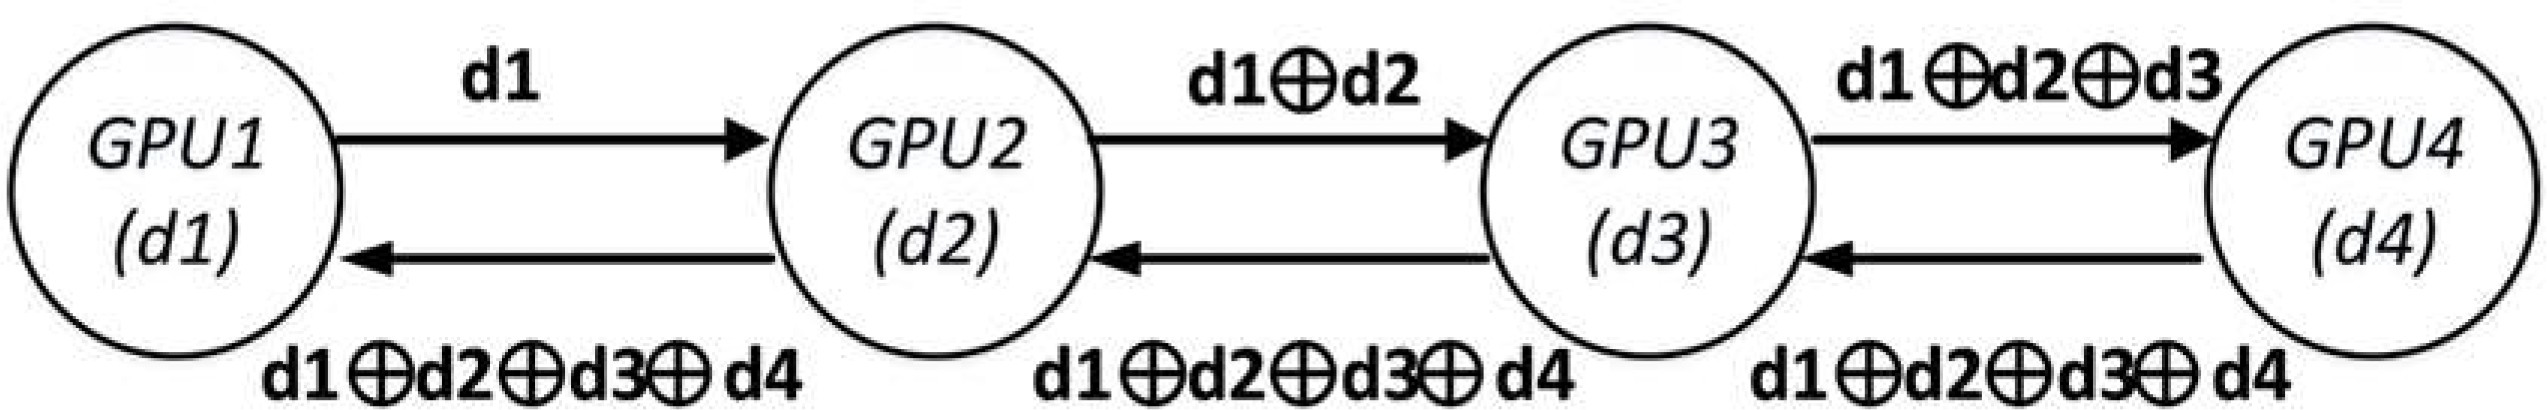 d1
d1⊕d2
d1⊕d2⊕d3
GPU1
(d1)
GPU2
(d2)
GPU3
(d3)
GPU4
(d4)
d1⊕d2⊕d3⊕d4
d1⊕d2⊕d3⊕d4
d1⊕d2⊕d3⊕d4